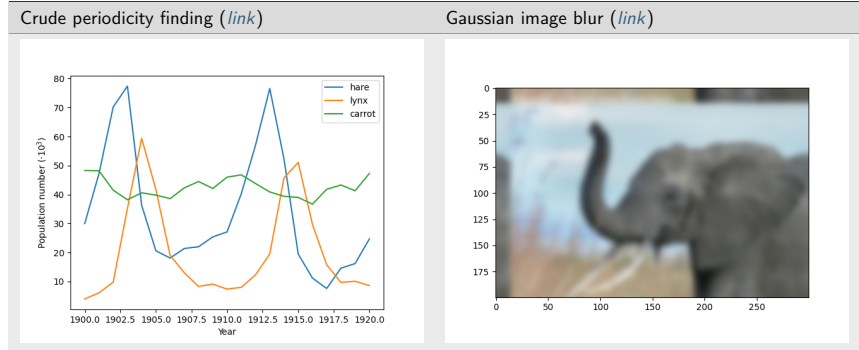 Crude periodicity finding (link)
Gaussian image blur (link)
80
70
60
50
40
30
20
10
Population number (·10³)
hare
lynx
carrot
1900.0 1902.5 1905.0 1907.5 1910.0 1912.5 1915.0 1917.5 1920.0
Year
0
25
50
75
100
125
150
175
0 50 100 150 200 250